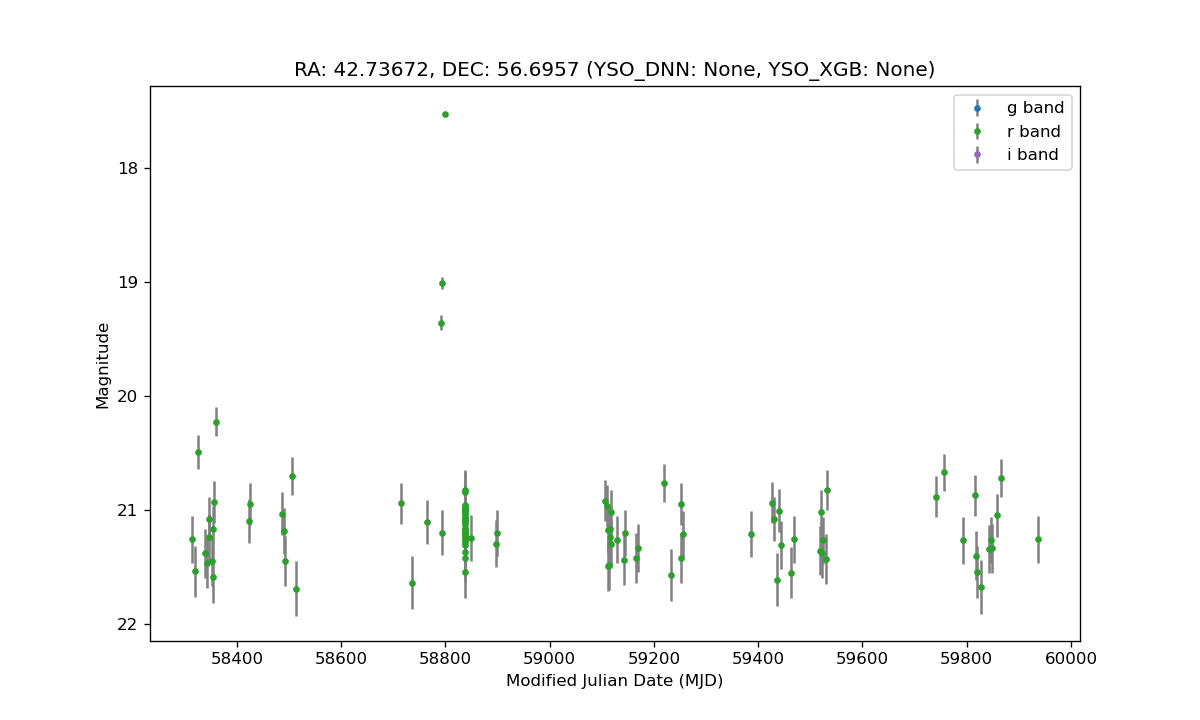 RA: 42.73672, DEC: 56.6957 (YSO_DNN: None, YSO_XGB: None)
g band
r band
i band
18
19
20
21
22
Magnitude
58400
58600
58800
59000
59200
59400
59600
59800
60000
Modified Julian Date (MJD)